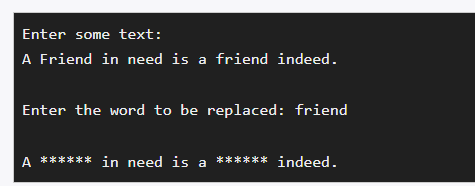 Enter some text:
A Friend in need is a friend indeed.
Enter the word to be replaced: friend
A ****** in need is a ****** indeed.